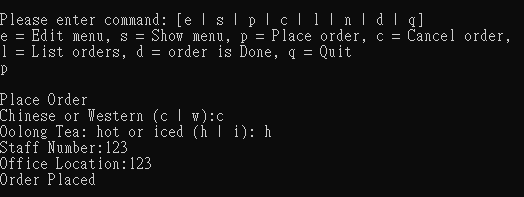 Please enter command: [e | s | p | c | l | n | d | q]
e = Edit menu, s = Show menu, p = Place order, c = Cancel order,
l = List orders, d = order is Done, q = Quit
p
Place Order
Chinese or Western (c | w):c
Oolong Tea: hot or iced (h | i): h
Staff Number:123
Office Location:123
Order Placed